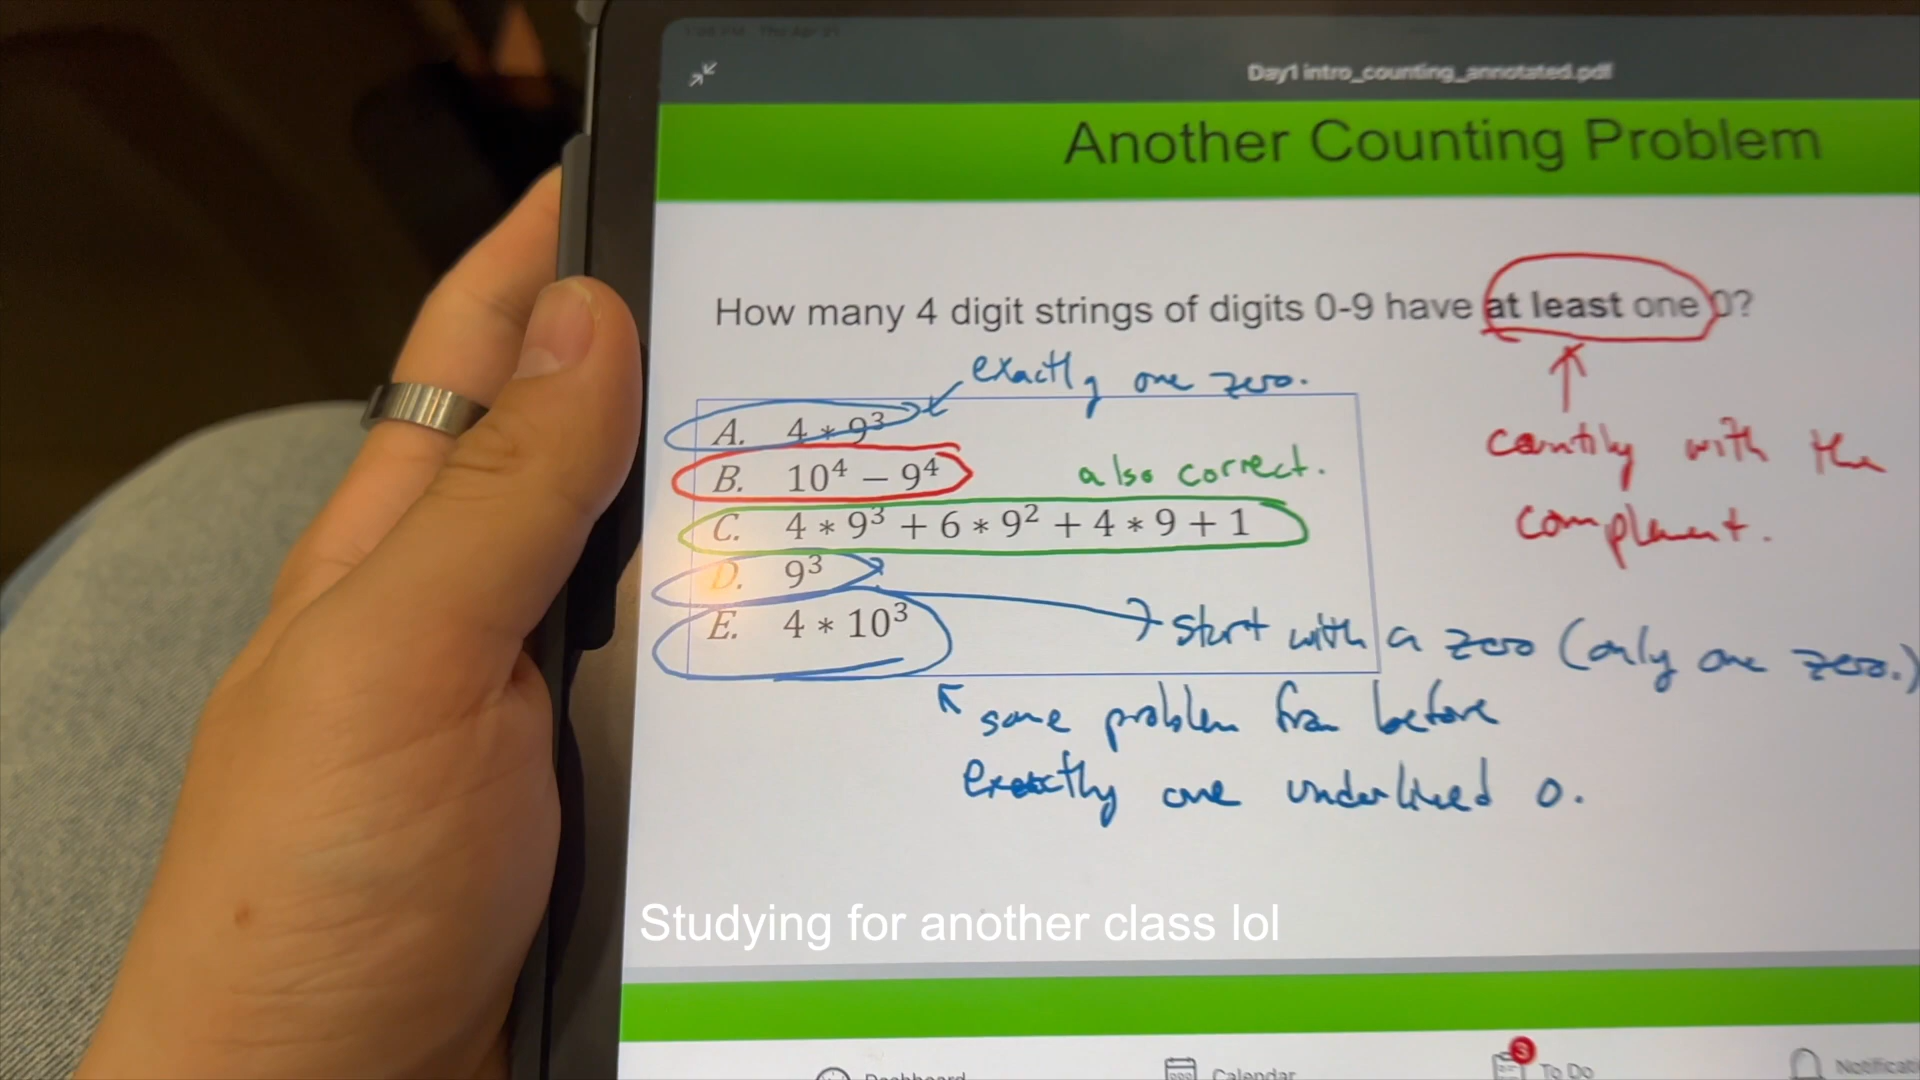 Day1 intro_counting_annotated.pdf
Another Counting Problem
How many 4 digit strings of digits 0-9 have at least one 0?
exactly one zero.
A. 4 * 9³
B. 10⁴ – 9⁴
also correct.
C. 4 * 9³ + 6 * 9² + 4 * 9 + 1
D. 9³
E. 4 * 10³
counting with the
complement.
start with a zero (only one zero.)
same problem from before
exactly one underlined 0.
Studying for another class lol
Dashboard
Calendar
To Do